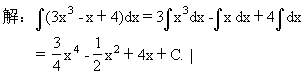 解：∫(3x³ -x+4)dx = 3∫x³dx -∫x dx + 4∫dx
= 3/4 x⁴ - 1/2 x² + 4x + C.